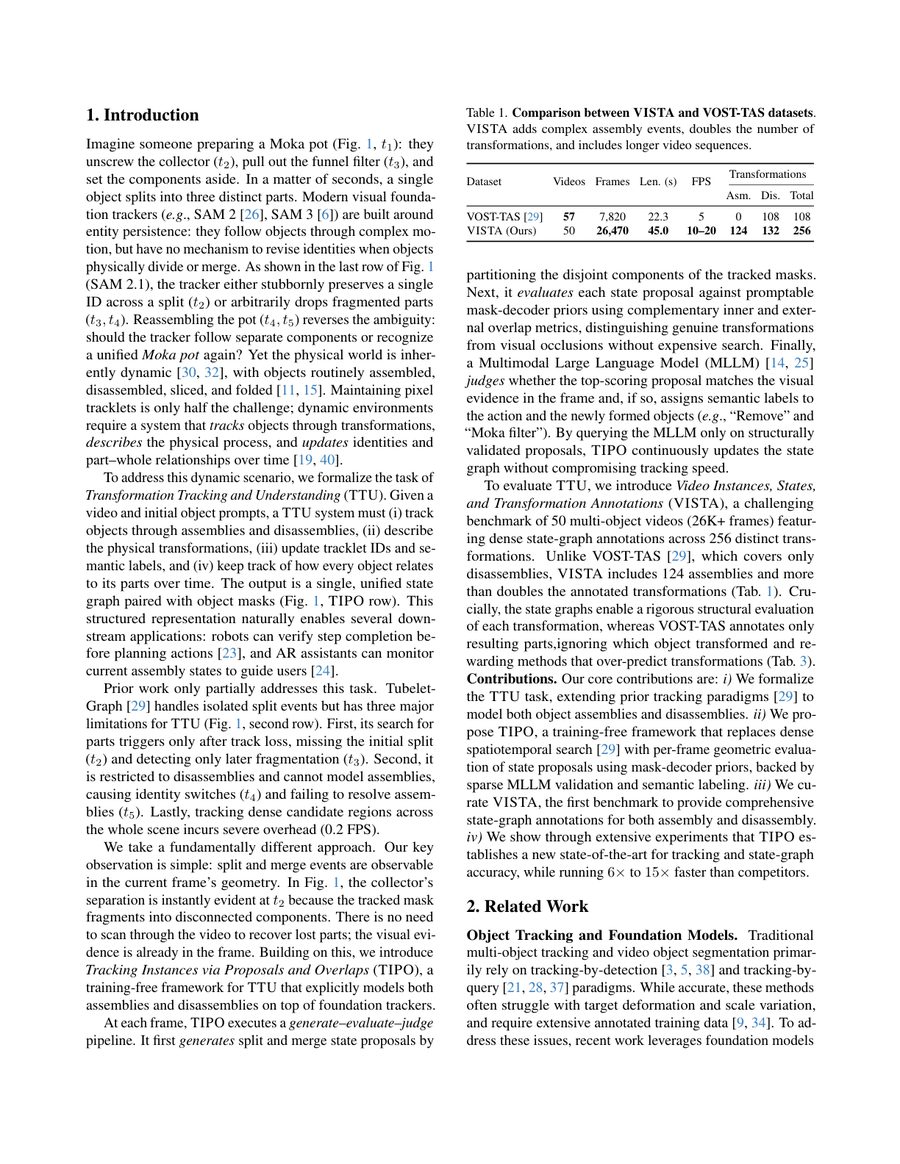 1. Introduction
Imagine someone preparing a Moka pot (Fig. 1, t1): they
unscrew the collector (t2), pull out the funnel filter (t3), and
set the components aside. In a matter of seconds, a single
object splits into three distinct parts. Modern visual founda-
tion trackers (e.g., SAM 2 [26], SAM 3 [6]) are built around
entity persistence: they follow objects through complex mo-
tion, but have no mechanism to revise identities when objects
physically divide or merge. As shown in the last row of Fig. 1
(SAM 2.1), the tracker either stubbornly preserves a single
ID across a split (t2) or arbitrarily drops fragmented parts
(t3, t4). Reassembling the pot (t4, t5) reverses the ambiguity:
should the tracker follow separate components or recognize
a unified Moka pot again? Yet the physical world is inher-
ently dynamic [30, 32], with objects routinely assembled,
disassembled, sliced, and folded [11, 15]. Maintaining pixel
tracklets is only half the challenge; dynamic environments
require a system that tracks objects through transformations,
describes the physical process, and updates identities and
part–whole relationships over time [19, 40].
To address this dynamic scenario, we formalize the task of
Transformation Tracking and Understanding (TTU). Given a
video and initial object prompts, a TTU system must (i) track
objects through assemblies and disassemblies, (ii) describe
the physical transformations, (iii) update tracklet IDs and se-
mantic labels, and (iv) keep track of how every object relates
to its parts over time. The output is a single, unified state
graph paired with object masks (Fig. 1, TIPO row). This
structured representation naturally enables several down-
stream applications: robots can verify step completion be-
fore planning actions [23], and AR assistants can monitor
current assembly states to guide users [24].
Prior work only partially addresses this task. Tubelet-
Graph [29] handles isolated split events but has three major
limitations for TTU (Fig. 1, second row). First, its search for
parts triggers only after track loss, missing the initial split
(t2) and detecting only later fragmentation (t3). Second, it
is restricted to disassemblies and cannot model assemblies,
causing identity switches (t4) and failing to resolve assem-
blies (t5). Lastly, tracking dense candidate regions across
the whole scene incurs severe overhead (0.2 FPS).
We take a fundamentally different approach. Our key
observation is simple: split and merge events are observable
in the current frame's geometry. In Fig. 1, the collector's
separation is instantly evident at t2 because the tracked mask
fragments into disconnected components. There is no need
to scan through the video to recover lost parts; the visual evi-
dence is already in the frame. Building on this, we introduce
Tracking Instances via Proposals and Overlaps (TIPO), a
training-free framework for TTU that explicitly models both
assemblies and disassemblies on top of foundation trackers.
At each frame, TIPO executes a generate–evaluate–judge
pipeline. It first generates split and merge state proposals by
Table 1. Comparison between VISTA and VOST-TAS datasets.
VISTA adds complex assembly events, doubles the number of
transformations, and includes longer video sequences.
Dataset Videos Frames Len. (s) FPS Transformations
Asm. Dis. Total
VOST-TAS [29] 57 7,820 22.3 5 0 108 108
VISTA (Ours) 50 26,470 45.0 10–20 124 132 256
partitioning the disjoint components of the tracked masks.
Next, it evaluates each state proposal against promptable
mask-decoder priors using complementary inner and exter-
nal overlap metrics, distinguishing genuine transformations
from visual occlusions without expensive search. Finally,
a Multimodal Large Language Model (MLLM) [14, 25]
judges whether the top-scoring proposal matches the visual
evidence in the frame and, if so, assigns semantic labels to
the action and the newly formed objects (e.g., “Remove” and
“Moka filter”). By querying the MLLM only on structurally
validated proposals, TIPO continuously updates the state
graph without compromising tracking speed.
To evaluate TTU, we introduce Video Instances, States,
and Transformation Annotations (VISTA), a challenging
benchmark of 50 multi-object videos (26K+ frames) featur-
ing dense state-graph annotations across 256 distinct trans-
formations. Unlike VOST-TAS [29], which covers only
disassemblies, VISTA includes 124 assemblies and more
than doubles the annotated transformations (Tab. 1). Cru-
cially, the state graphs enable a rigorous structural evaluation
of each transformation, whereas VOST-TAS annotates only
resulting parts,ignoring which object transformed and re-
warding methods that over-predict transformations (Tab. 3).
Contributions. Our core contributions are: i) We formalize
the TTU task, extending prior tracking paradigms [29] to
model both object assemblies and disassemblies. ii) We pro-
pose TIPO, a training-free framework that replaces dense
spatiotemporal search [29] with per-frame geometric evalua-
tion of state proposals using mask-decoder priors, backed by
sparse MLLM validation and semantic labeling. iii) We cu-
rate VISTA, the first benchmark to provide comprehensive
state-graph annotations for both assembly and disassembly.
iv) We show through extensive experiments that TIPO es-
tablishes a new state-of-the-art for tracking and state-graph
accuracy, while running 6× to 15× faster than competitors.
2. Related Work
Object Tracking and Foundation Models. Traditional
multi-object tracking and video object segmentation primar-
ily rely on tracking-by-detection [3, 5, 38] and tracking-by-
query [21, 28, 37] paradigms. While accurate, these methods
often struggle with target deformation and scale variation,
and require extensive annotated training data [9, 34]. To ad-
dress these issues, recent work leverages foundation models